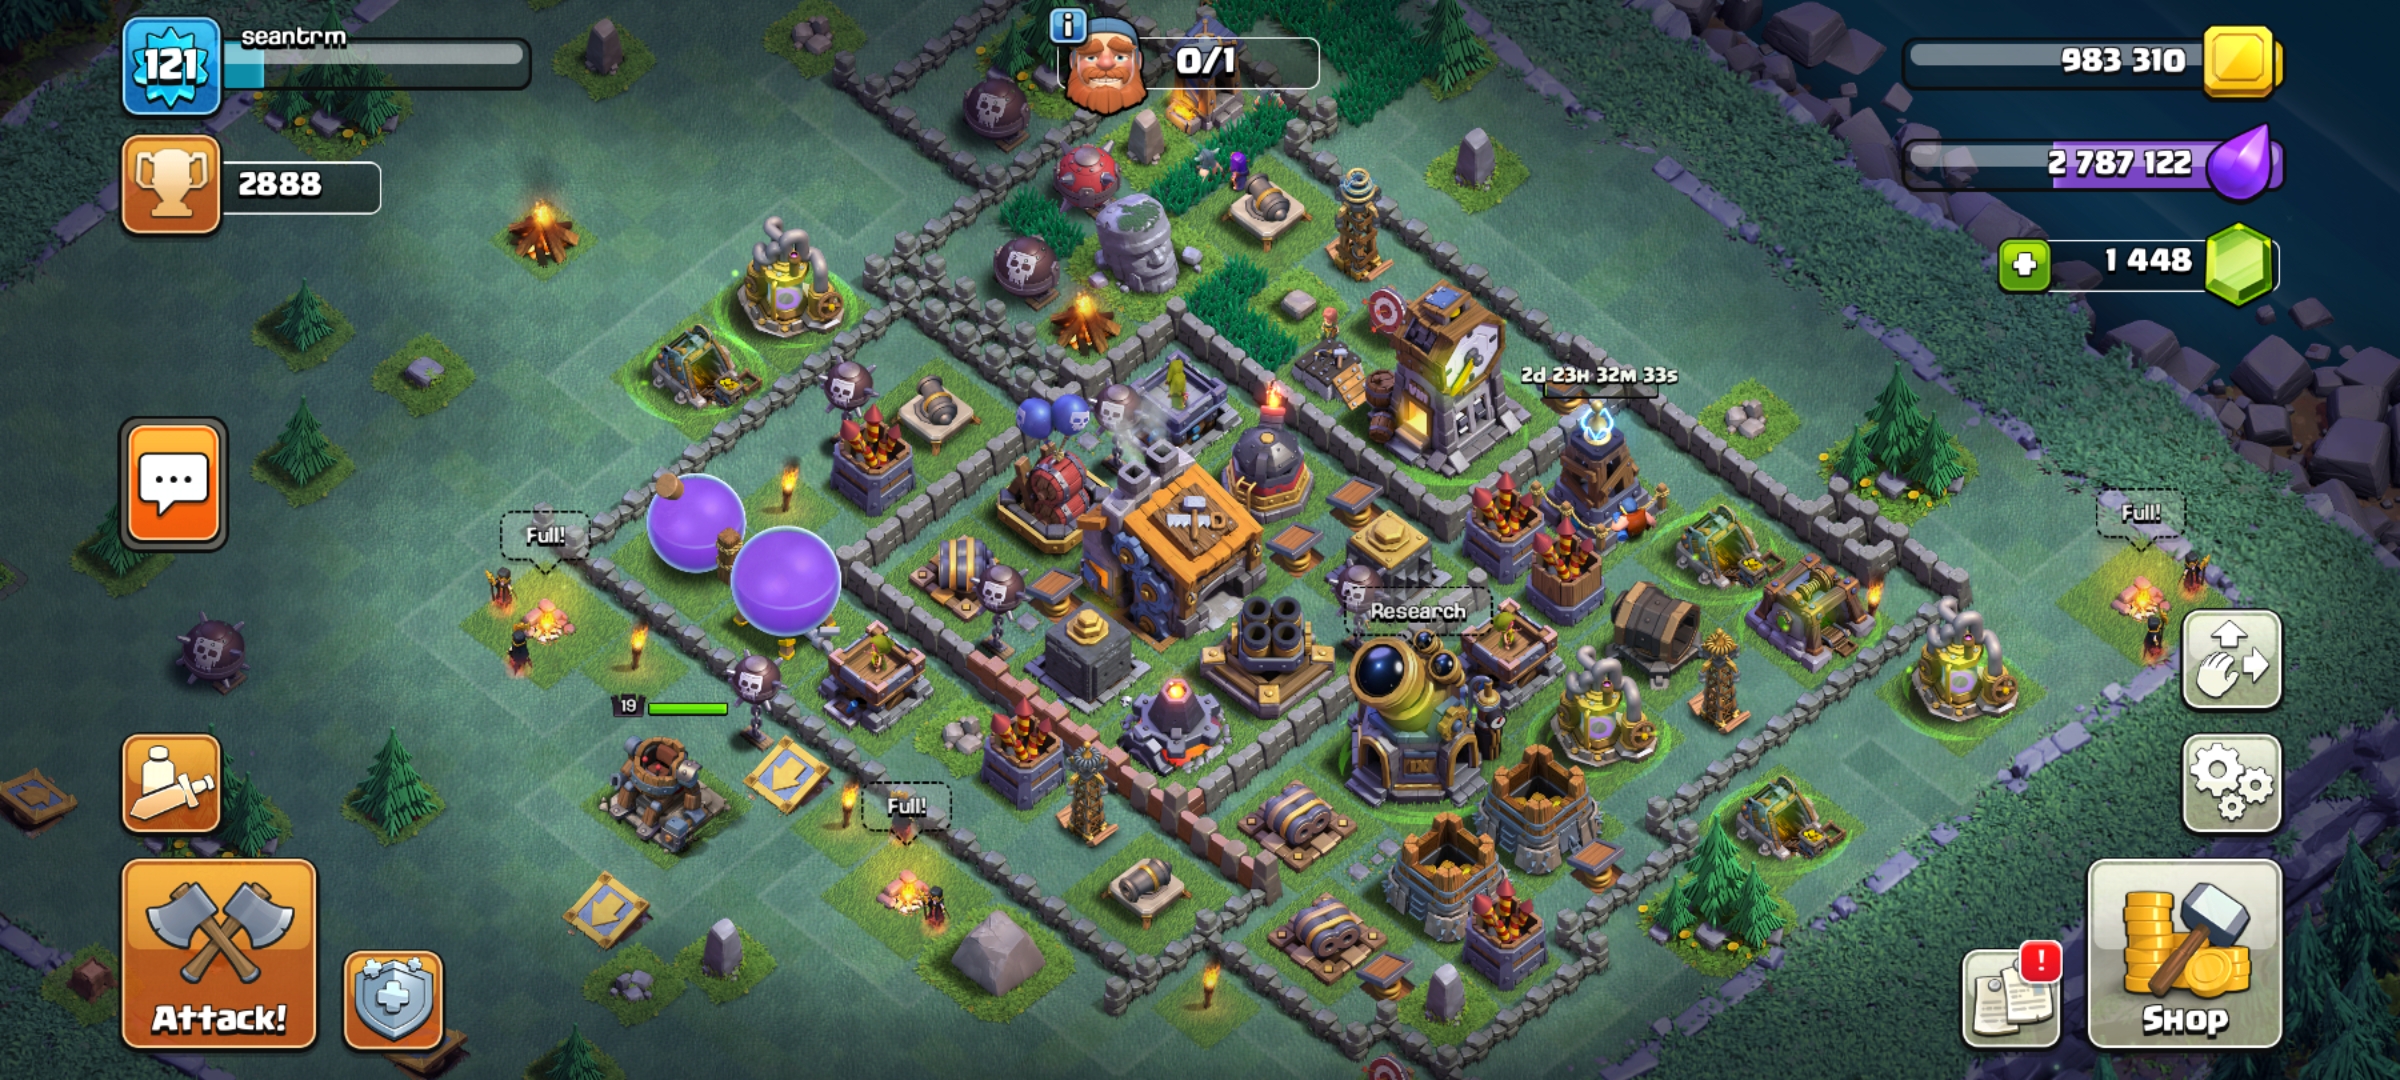 121
seantrm
i
0/1
983 310
2888
2 787 122
1 448
2d 23H 32M 33s
Full!
Full!
Research
19
Full!
!
Attack!
Shop